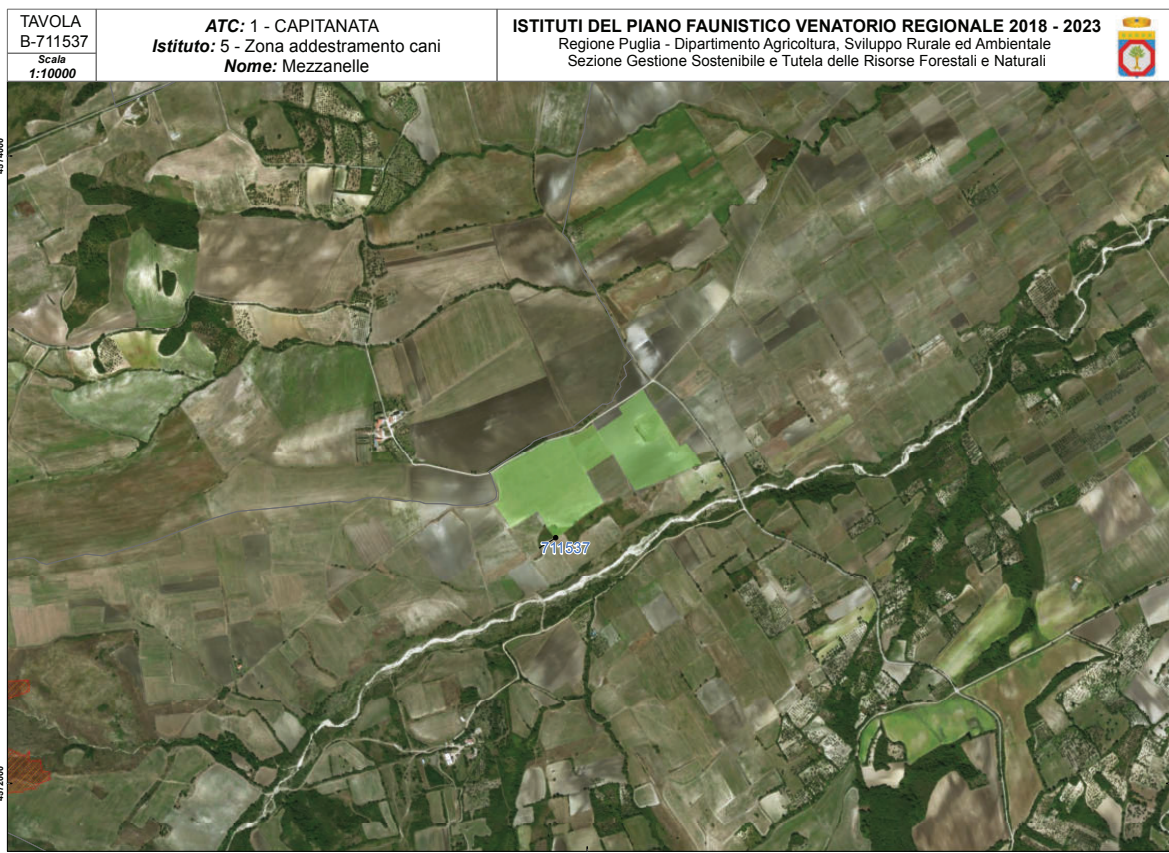 TAVOLA
B-711537
Scala
1:10000
ATC: 1 - CAPITANATA
Istituto: 5 - Zona addestramento cani
Nome: Mezzanelle
ISTITUTI DEL PIANO FAUNISTICO VENATORIO REGIONALE 2018 - 2023
Regione Puglia - Dipartimento Agricoltura, Sviluppo Rurale ed Ambientale
Sezione Gestione Sostenibile e Tutela delle Risorse Forestali e Naturali
711537